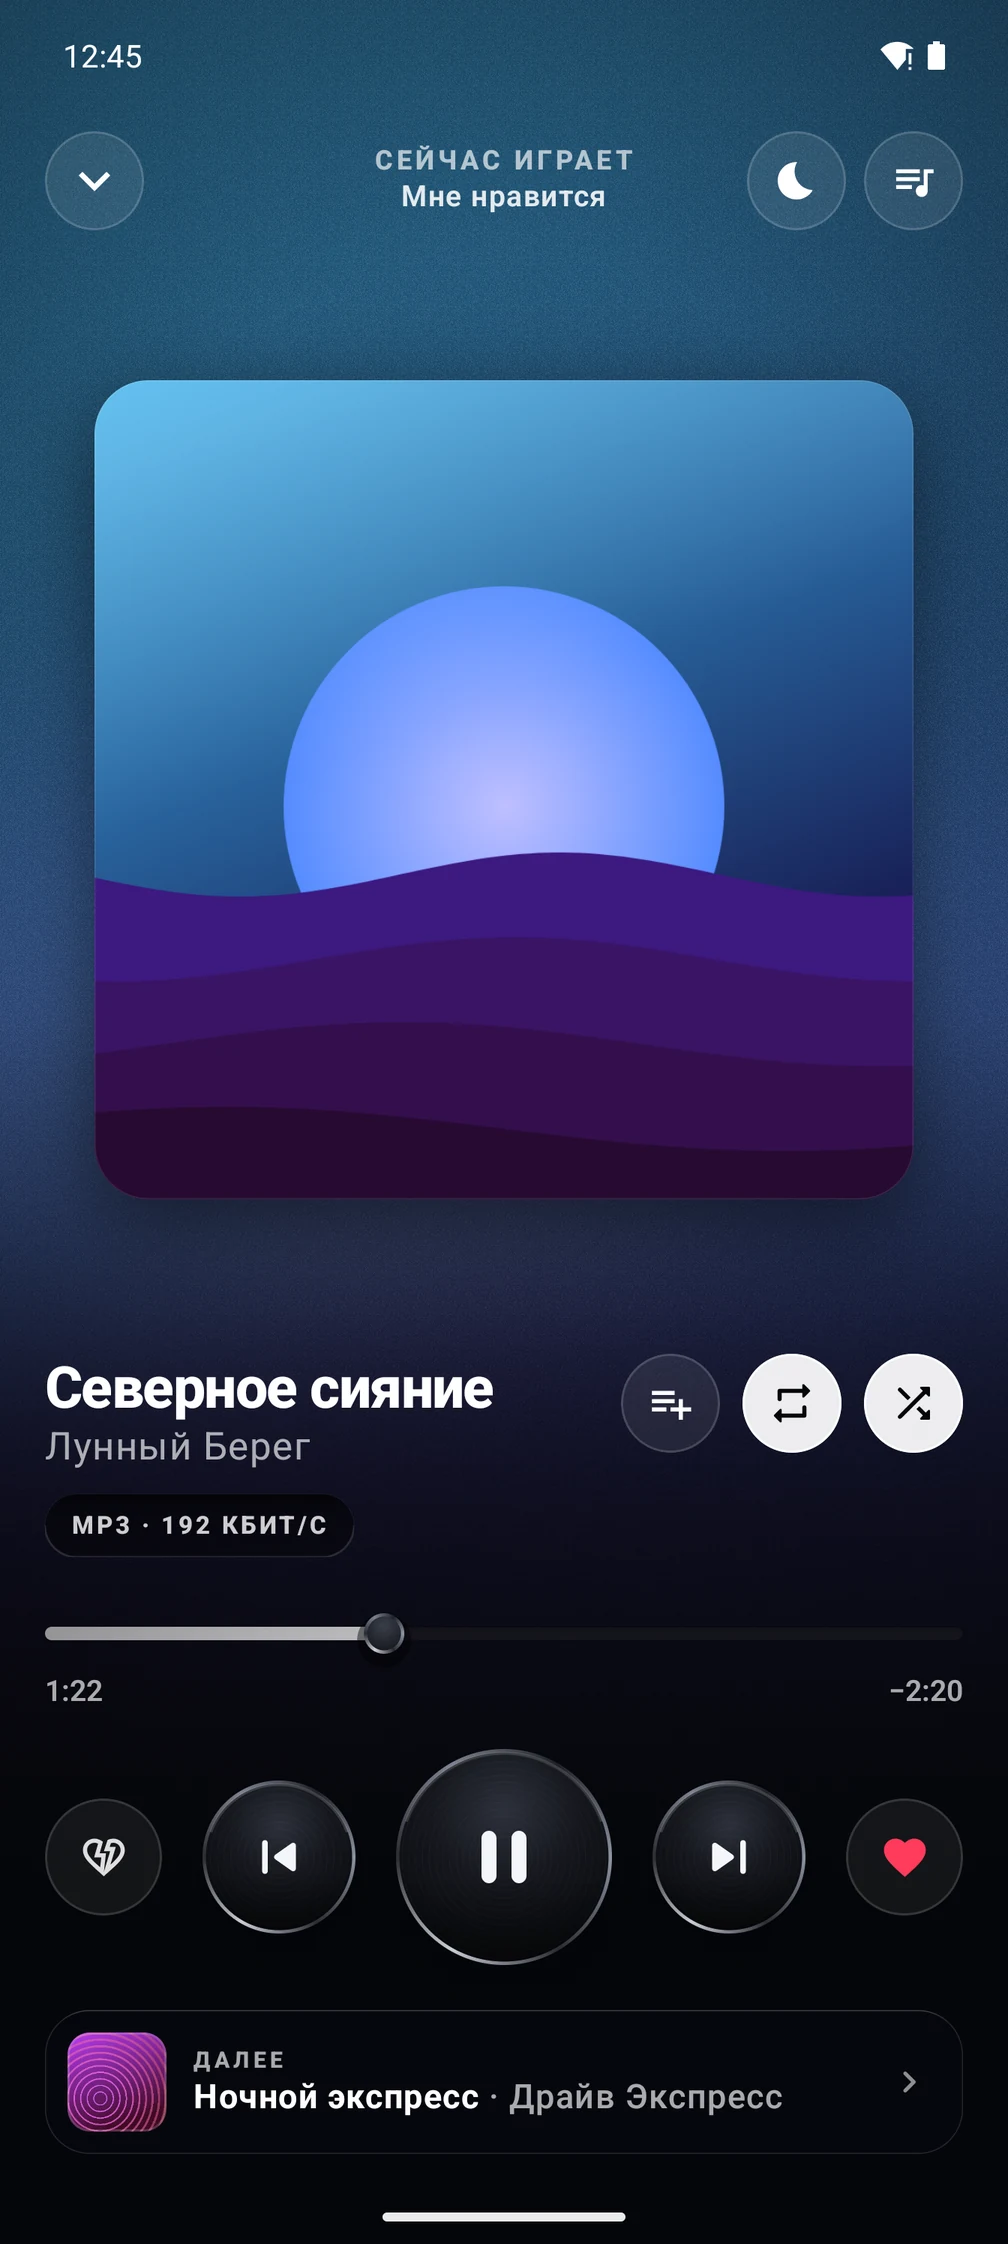 12:45
СЕЙЧАС ИГРАЕТ
Мне нравится
Северное сияние
Лунный Берег
MP3 · 192 КБИТ/С
1:22
−2:20
ДАЛЕЕ
Ночной экспресс · Драйв Экспресс